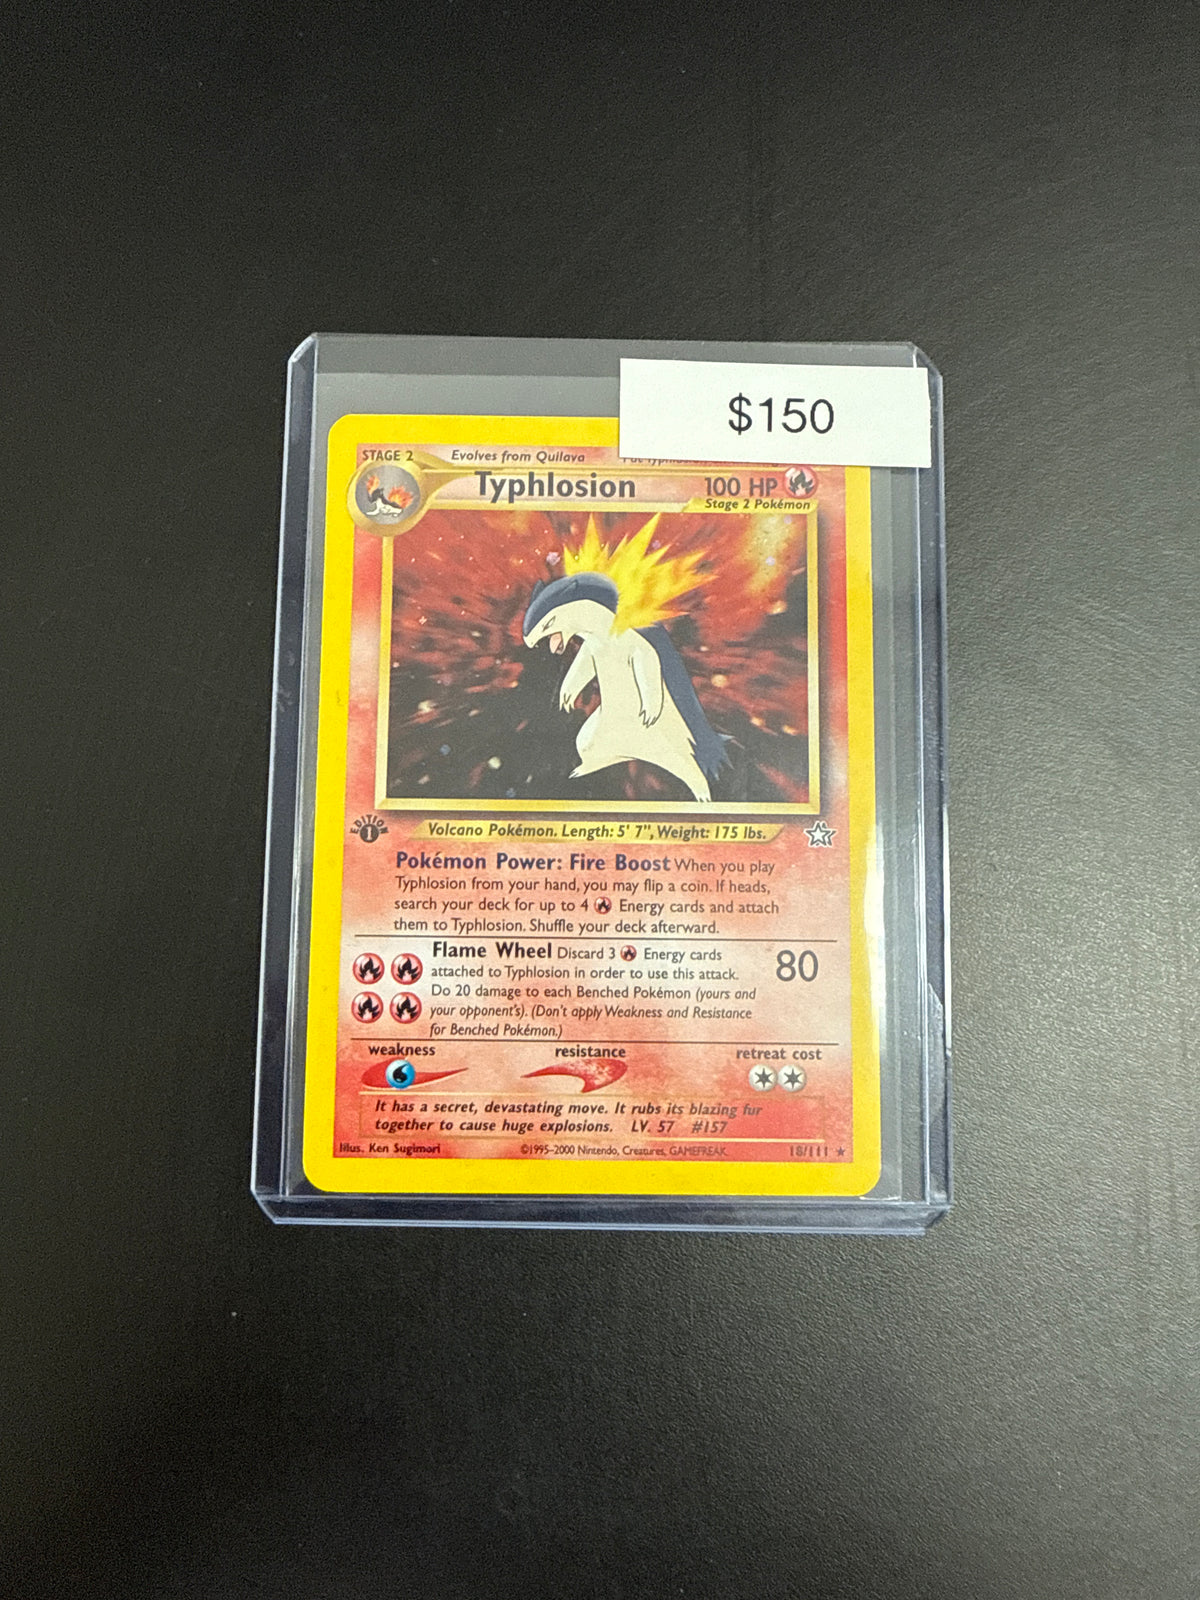 $150
STAGE 2 Evolves from Quilava
Typhlosion 100 HP
Stage 2 Pokémon
EDITION
1
Volcano Pokémon. Length: 5' 7", Weight: 175 lbs.
Pokémon Power: Fire Boost When you play
Typhlosion from your hand, you may flip a coin. If heads,
search your deck for up to 4 Energy cards and attach
them to Typhlosion. Shuffle your deck afterward.
Flame Wheel Discard 3 Energy cards
attached to Typhlosion in order to use this attack. 80
Do 20 damage to each Benched Pokémon (yours and
your opponent's). (Don't apply Weakness and Resistance
for Benched Pokémon.)
weakness resistance retreat cost
It has a secret, devastating move. It rubs its blazing fur
together to cause huge explosions. LV. 57 #157
Illus. Ken Sugimori ©1995-2000 Nintendo, Creatures, GAMEFREAK. 18/111 ★